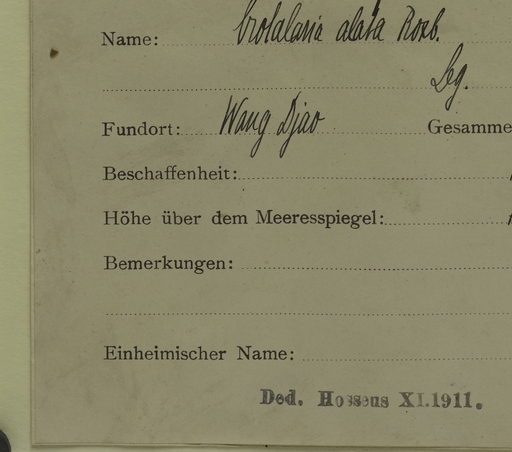 Name: Crotalaria alata Roxb.
Leg.
Fundort: Wang Djao Gesamme
Beschaffenheit:
Höhe über dem Meeresspiegel:
Bemerkungen:
Einheimischer Name:
Ded. Hosseus XI.1911.